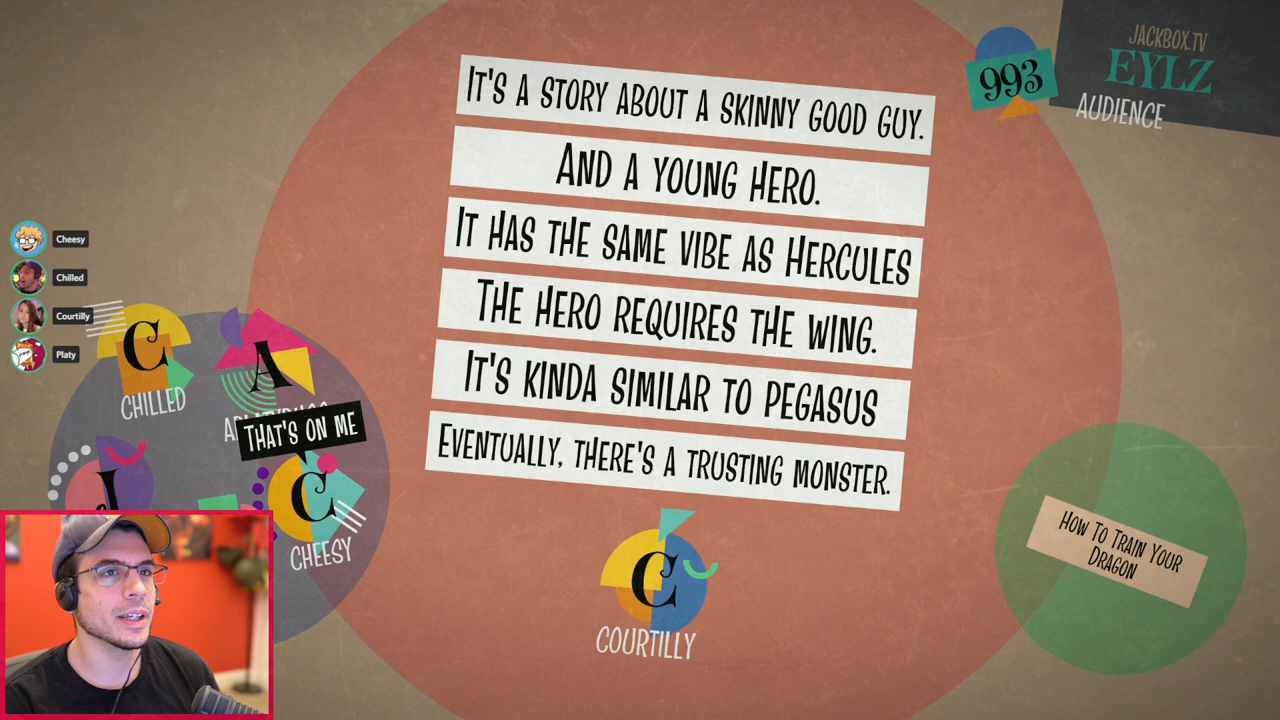 It's a story about a skinny good guy.
And a young hero.
It has the same vibe as Hercules
The hero requires the wing.
It's kinda similar to Pegasus
Eventually, there's a trusting monster.
993
JACKBOX.TV
EYLZ
AUDIENCE
Cheesy
Chilled
Courtilly
Platy
C
CHILLED
A
THAT'S ON ME
C
CHEESY
C
COURTILLY
How To Train Your
Dragon